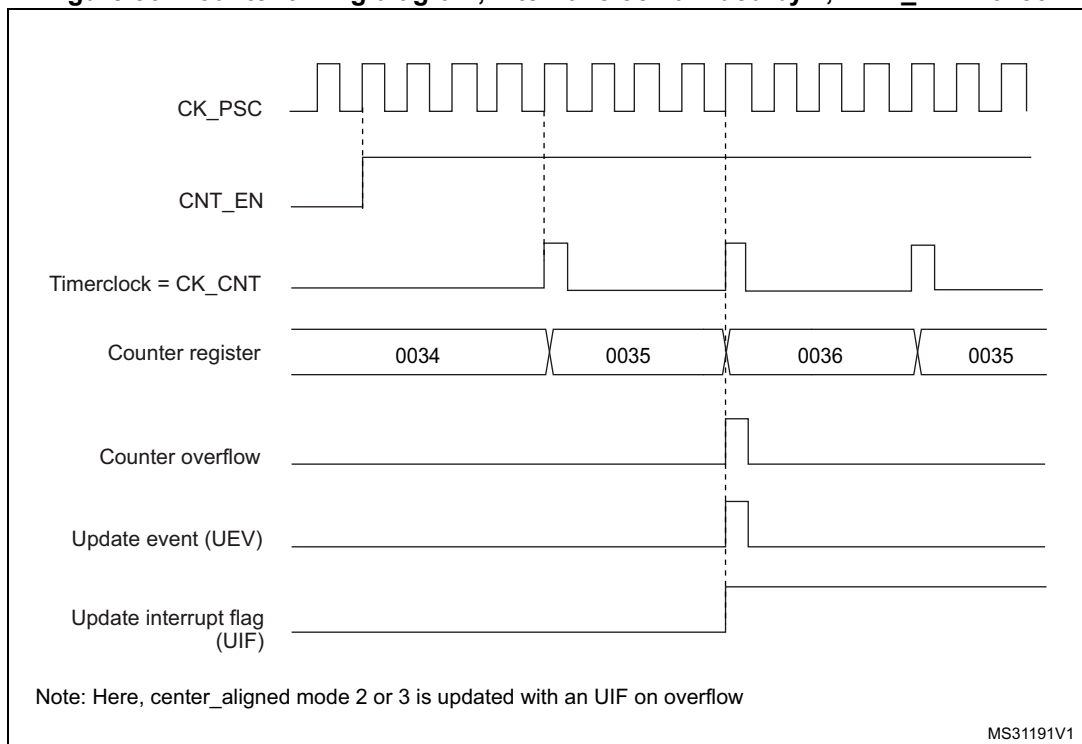 CK_PSC
CNT_EN
Timerclock = CK_CNT
Counter register
0034 0035 0036 0035
Counter overflow
Update event (UEV)
Update interrupt flag
(UIF)
Note: Here, center_aligned mode 2 or 3 is updated with an UIF on overflow
MS31191V1